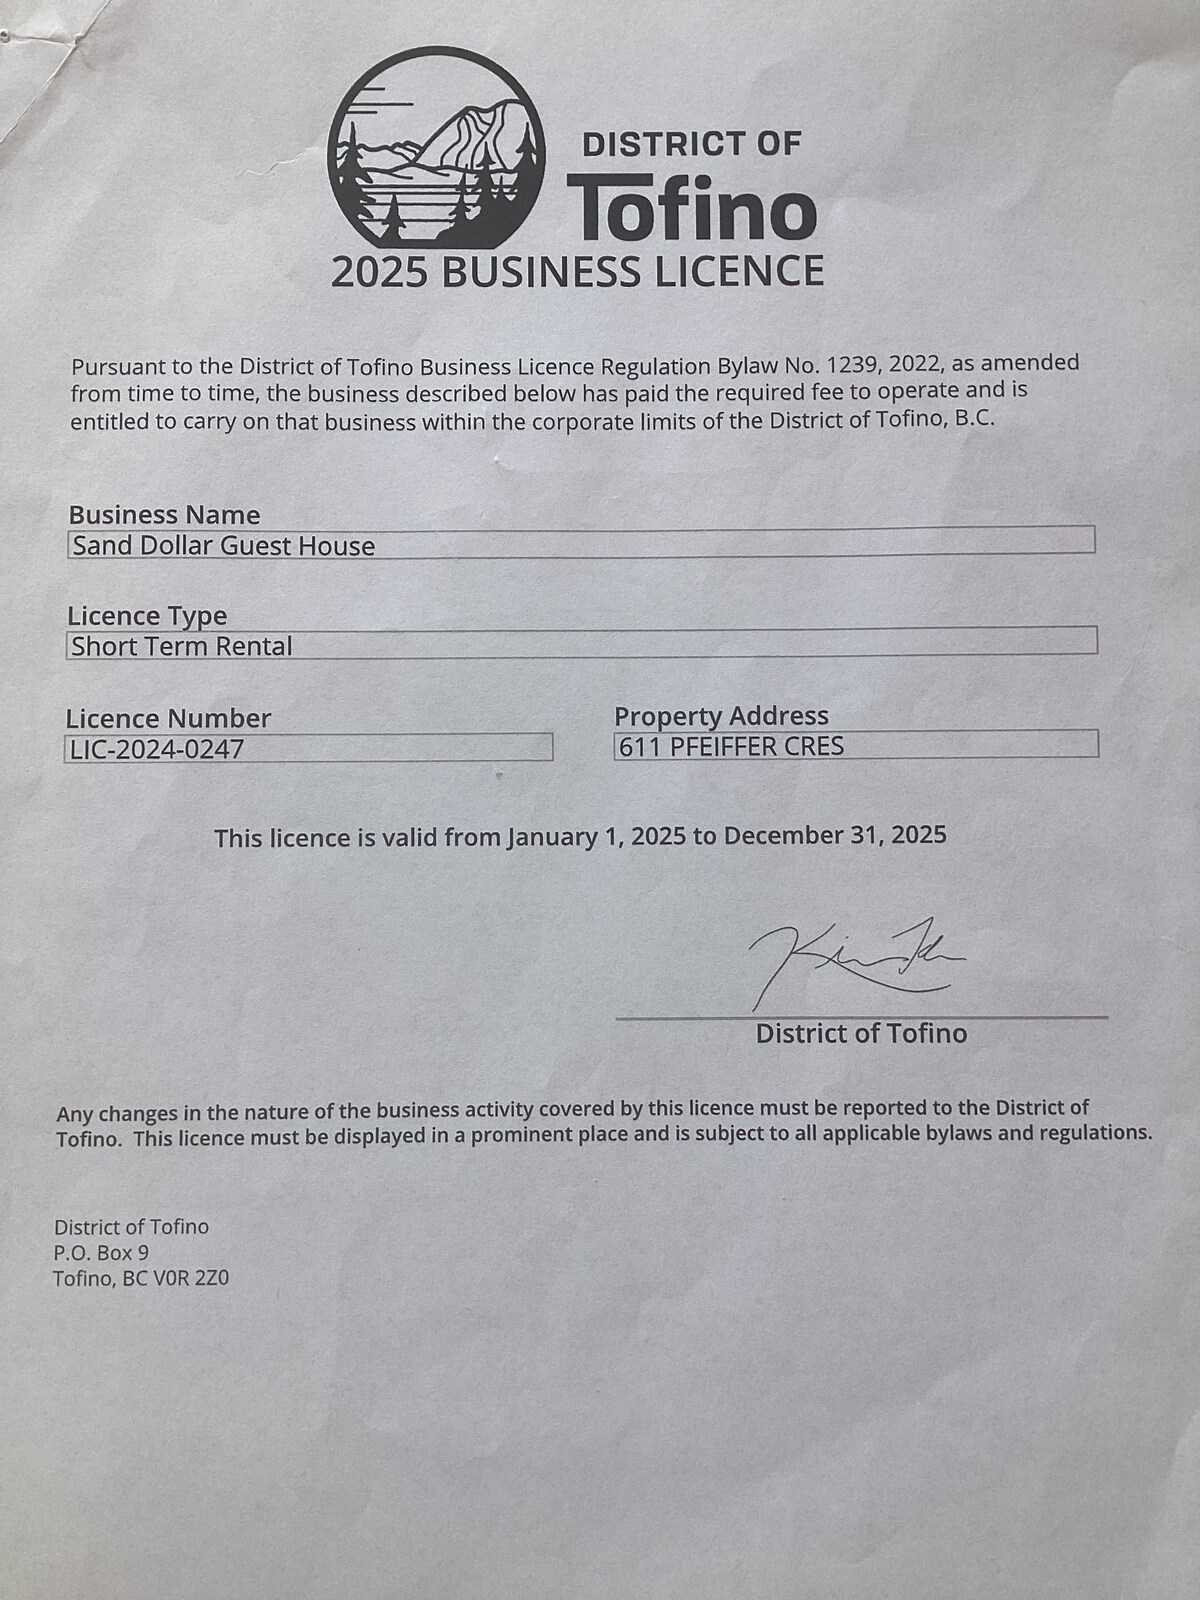 DISTRICT OF
Tofino
2025 BUSINESS LICENCE
Pursuant to the District of Tofino Business Licence Regulation Bylaw No. 1239, 2022, as amended
from time to time, the business described below has paid the required fee to operate and is
entitled to carry on that business within the corporate limits of the District of Tofino, B.C.
Business Name
Sand Dollar Guest House
Licence Type
Short Term Rental
Licence Number
LIC-2024-0247
Property Address
611 PFEIFFER CRES
This licence is valid from January 1, 2025 to December 31, 2025
District of Tofino
Any changes in the nature of the business activity covered by this licence must be reported to the District of
Tofino. This licence must be displayed in a prominent place and is subject to all applicable bylaws and regulations.
District of Tofino
P.O. Box 9
Tofino, BC V0R 2Z0